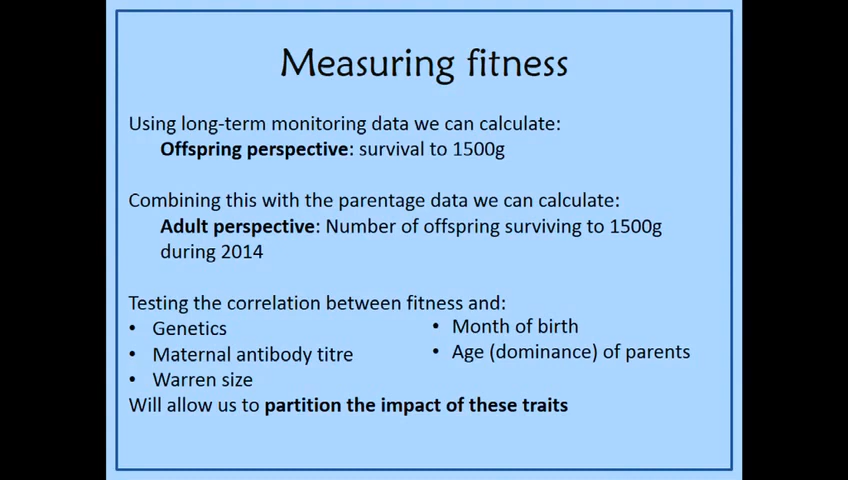 Measuring fitness
Using long-term monitoring data we can calculate:
Offspring perspective: survival to 1500g
Combining this with the parentage data we can calculate:
Adult perspective: Number of offspring surviving to 1500g
during 2014
Testing the correlation between fitness and:
• Genetics
• Maternal antibody titre
• Warren size
• Month of birth
• Age (dominance) of parents
Will allow us to partition the impact of these traits